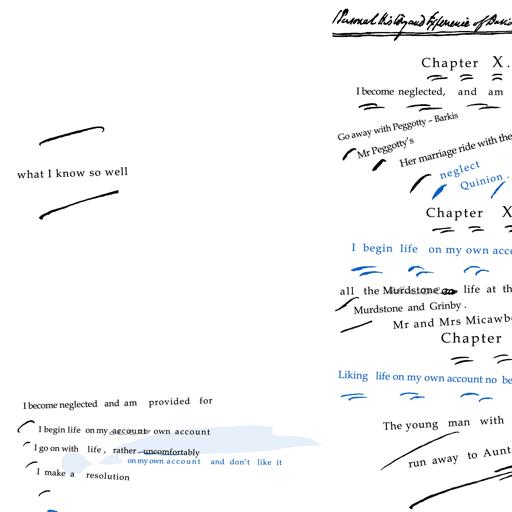 what I know so well
I become neglected and am provided for
I begin life on my account own account
I go on with life, rather uncomfortably
on my own account and don't like it
I make a resolution
Personal History and Experience of
Chapter X.
I become neglected, and am
Go away with Peggotty – Barkis
Mr Peggotty's
Her marriage ride with the
neglect
Quinion.
Chapter X
I begin life on my own acco
all the Murdstone life at th
Murdstone and Grinby.
Mr and Mrs Micawb
Chapter
Liking life on my own account no be
The young man with
run away to Aunt